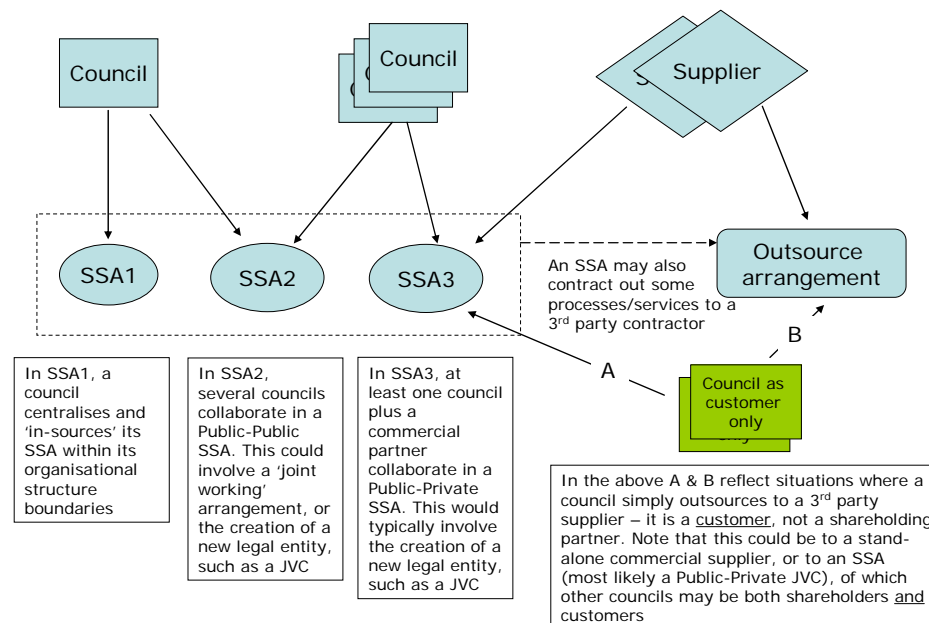 Council
Council
Supplier
SSA1
SSA2
SSA3
Outsource
arrangement
An SSA may also
contract out some
processes/services to a
3rd party contractor
A
B
Council as
customer
only
only
In SSA1, a
council
centralises and
‘in-sources’ its
SSA within its
organisational
structure
boundaries
In SSA2,
several councils
collaborate in a
Public-Public
SSA. This could
involve a ‘joint
working’
arrangement, or
the creation of a
new legal entity,
such as a JVC
In SSA3, at
least one council
plus a
commercial
partner
collaborate in a
Public-Private
SSA. This would
typically involve
the creation of a
new legal entity,
such as a JVC
In the above A & B reflect situations where a
council simply outsources to a 3rd party
supplier – it is a customer, not a shareholding
partner. Note that this could be to a stand-
alone commercial supplier, or to an SSA
(most likely a Public-Private JVC), of which
other councils may be both shareholders and
customers